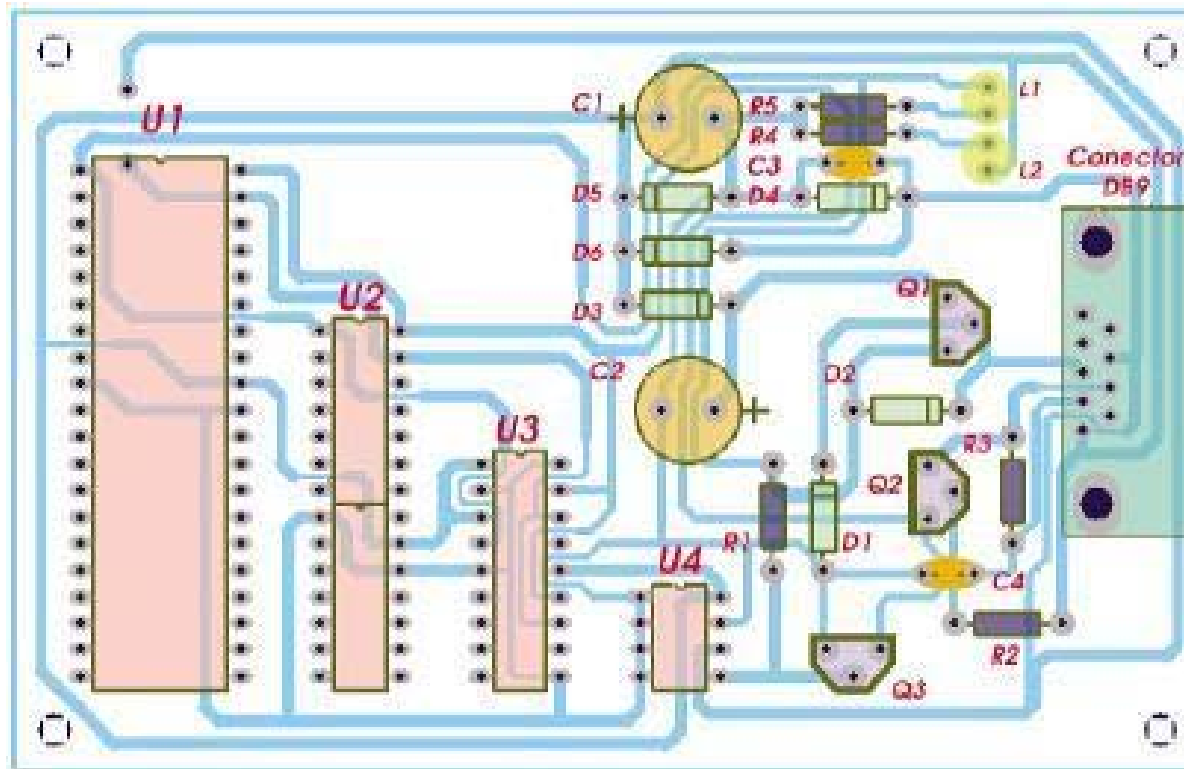 U1
C1
+
R5
L1
R4
C3
L2
Conector
DB9
D5
D4
D6
U2
D3
Q1
C2
D2
+
U3
R3
Q2
R1
D1
U4
C4
R2
Q3